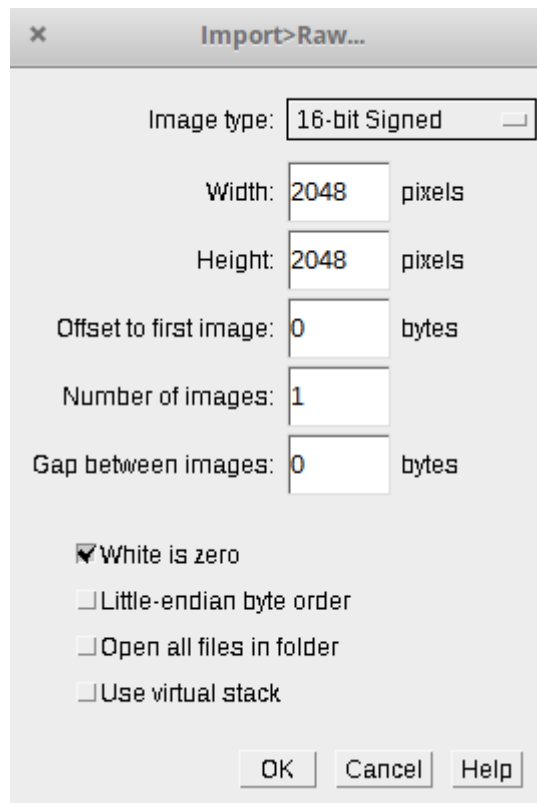 Import>Raw...
Image type: 16-bit Signed
Width: 2048 pixels
Height: 2048 pixels
Offset to first image: 0 bytes
Number of images: 1
Gap between images: 0 bytes
White is zero
Little-endian byte order
Open all files in folder
Use virtual stack
OK Cancel Help